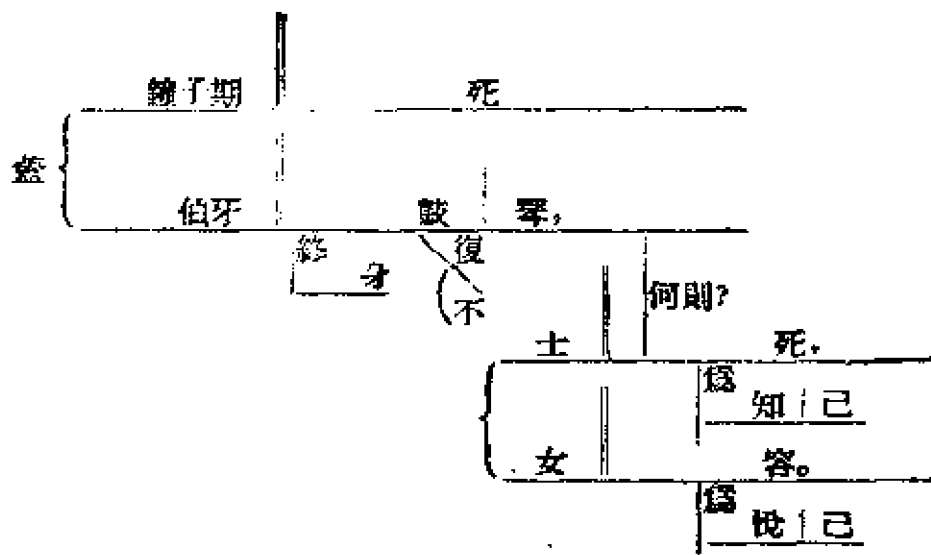 鍾子期 死
蓋
伯牙 鼓 琴,
終 復
身 不
何則?
士 死,
爲
知 己
女 容。
爲
悅 己